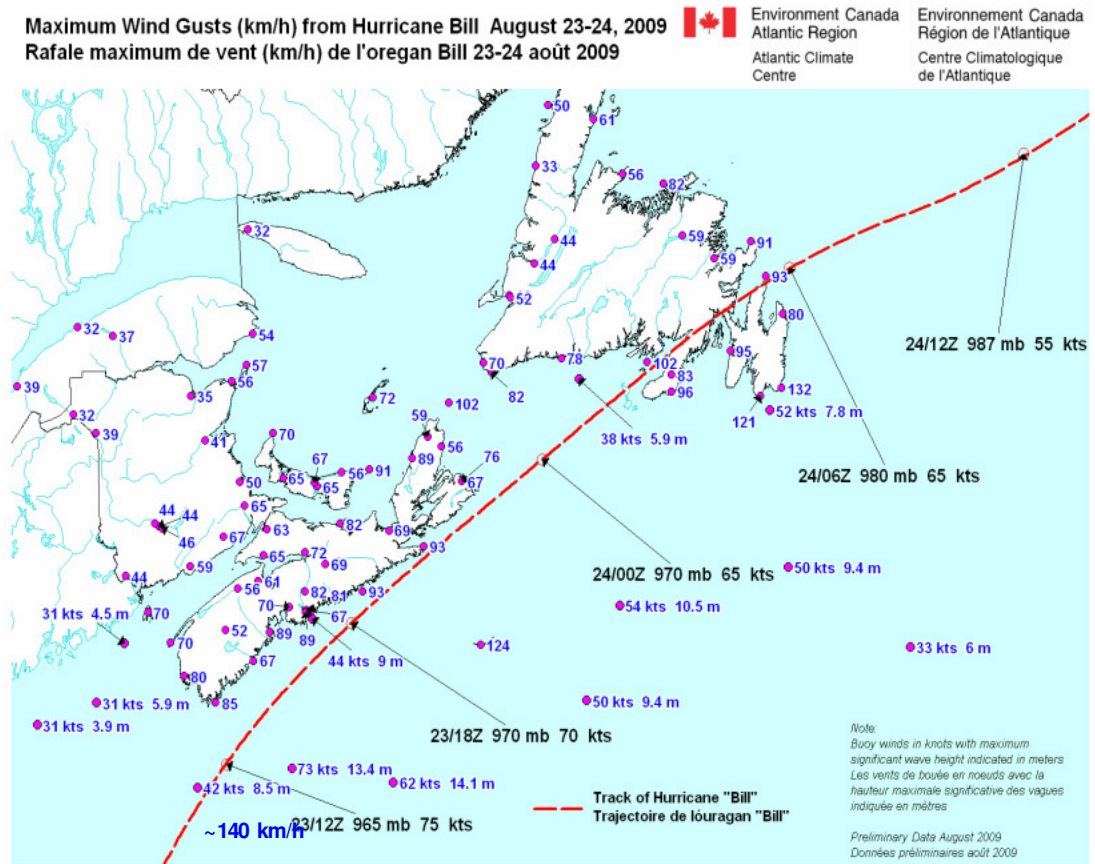 Maximum Wind Gusts (km/h) from Hurricane Bill August 23-24, 2009
Rafale maximum de vent (km/h) de l'oregan Bill 23-24 août 2009
Environment Canada
Atlantic Region
Atlantic Climate
Centre
Environnement Canada
Région de l'Atlantique
Centre Climatologique
de l'Atlantique
50
61
33
56
82
32
44
59
91
44
59
93
52
80
32
37
54
24/12Z 987 mb 55 kts
57
70
78
102
95
39
56
82
83
35
72
102
96
132
121
52 kts 7.8 m
32
38 kts 5.9 m
39
41
70
59
56
89
76
67
56
91
24/06Z 980 mb 65 kts
65
65
67
50
65
44
44
46
63
82
69
67
93
59
65
72
69
44
24/00Z 970 mb 65 kts
50 kts 9.4 m
61
56
82
81
93
54 kts 10.5 m
31 kts 4.5 m
70
70
67
52
89
89
70
124
33 kts 6 m
67
44 kts 9 m
80
31 kts 5.9 m
85
50 kts 9.4 m
31 kts 3.9 m
23/18Z 970 mb 70 kts
73 kts 13.4 m
62 kts 14.1 m
42 kts 8.5 m
23/12Z 965 mb 75 kts
~140 km/h
Track of Hurricane "Bill"
Trajectoire de lóuragan "Bill"
Note:
Buoy winds in knots with maximum
significant wave height indicated in meters
Les vents de bouée en noeuds avec la
hauteur maximale significative des vagues
indiquée en mètres
Preliminary Data August 2009
Données préliminaires août 2009